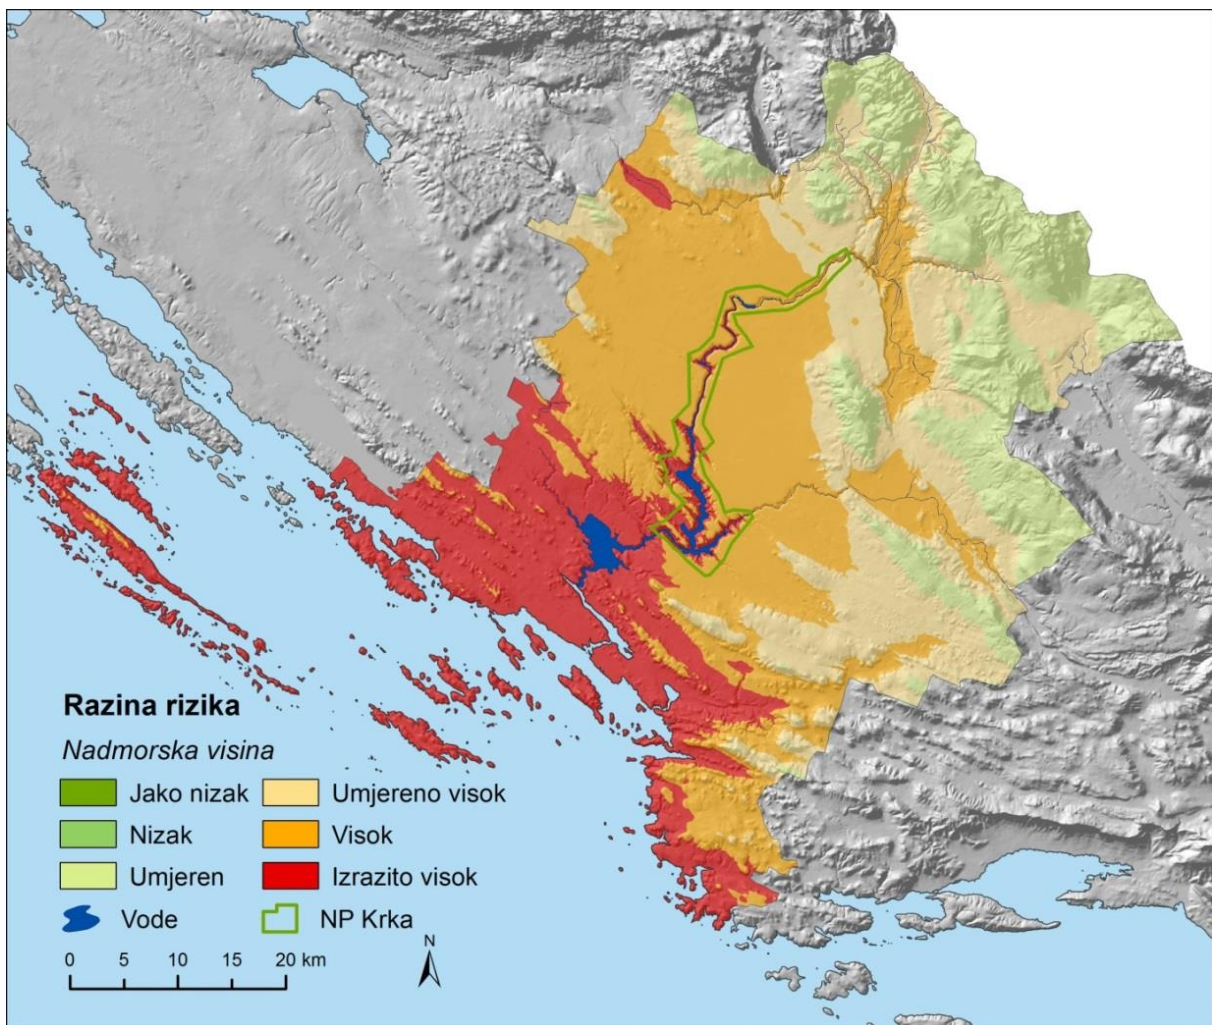 Razina rizika
Nadmorska visina
Jako nizak
Umjereno visok
Nizak
Visok
Umjeren
Izrazito visok
Vode
NP Krka
N
0 5 10 15 20 km